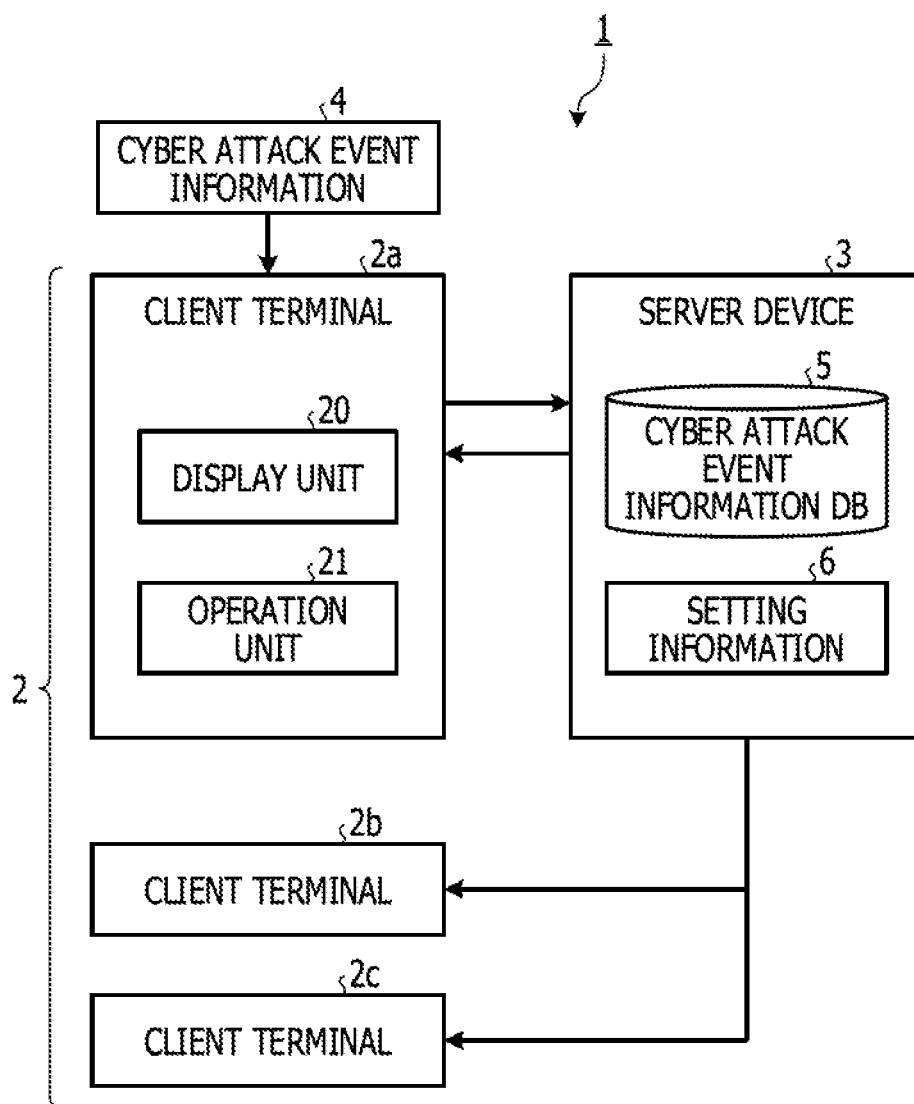 1
4
CYBER ATTACK EVENT
INFORMATION
2
2a
CLIENT TERMINAL
20
DISPLAY UNIT
21
OPERATION
UNIT
3
SERVER DEVICE
5
CYBER ATTACK
EVENT
INFORMATION DB
6
SETTING
INFORMATION
2b
CLIENT TERMINAL
2c
CLIENT TERMINAL